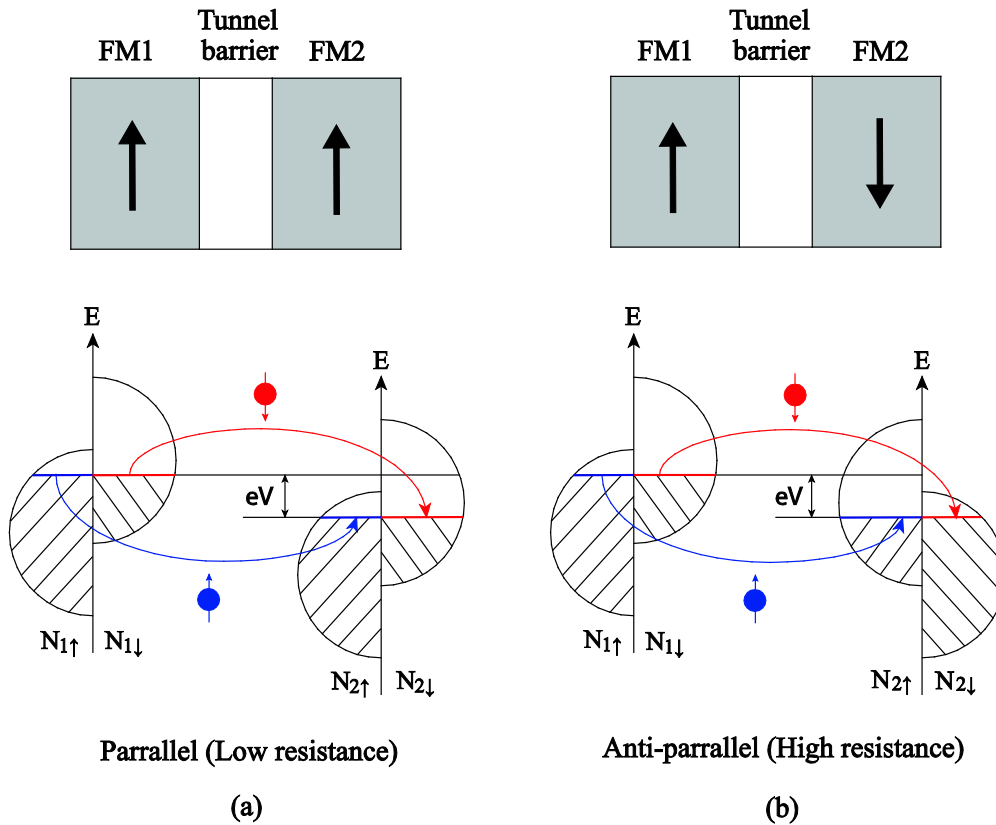 Tunnel
FM1 barrier FM2
Tunnel
FM1 barrier FM2
E
E
eV
N1↑ N1↓
N2↑ N2↓
E
E
eV
N1↑ N1↓
N2↑ N2↓
Parrallel (Low resistance)
Anti-parrallel (High resistance)
(a)
(b)